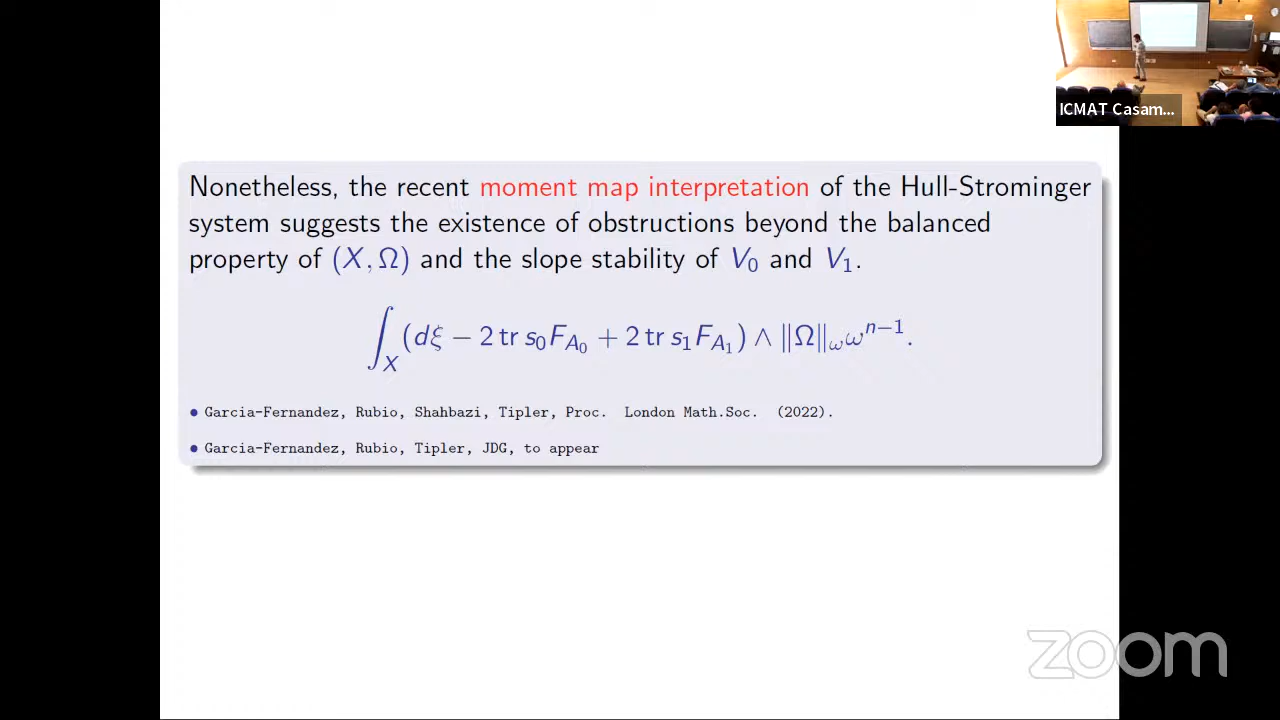 ICMAT Casam...
Nonetheless, the recent moment map interpretation of the Hull-Strominger
system suggests the existence of obstructions beyond the balanced
property of (X, Ω) and the slope stability of V₀ and V₁.
∫_X (dξ − 2 tr s₀F_{A₀} + 2 tr s₁F_{A₁}) ∧ ‖Ω‖_ω ω^{n−1}.
• Garcia-Fernandez, Rubio, Shahbazi, Tipler, Proc. London Math.Soc. (2022).
• Garcia-Fernandez, Rubio, Tipler, JDG, to appear
zoom